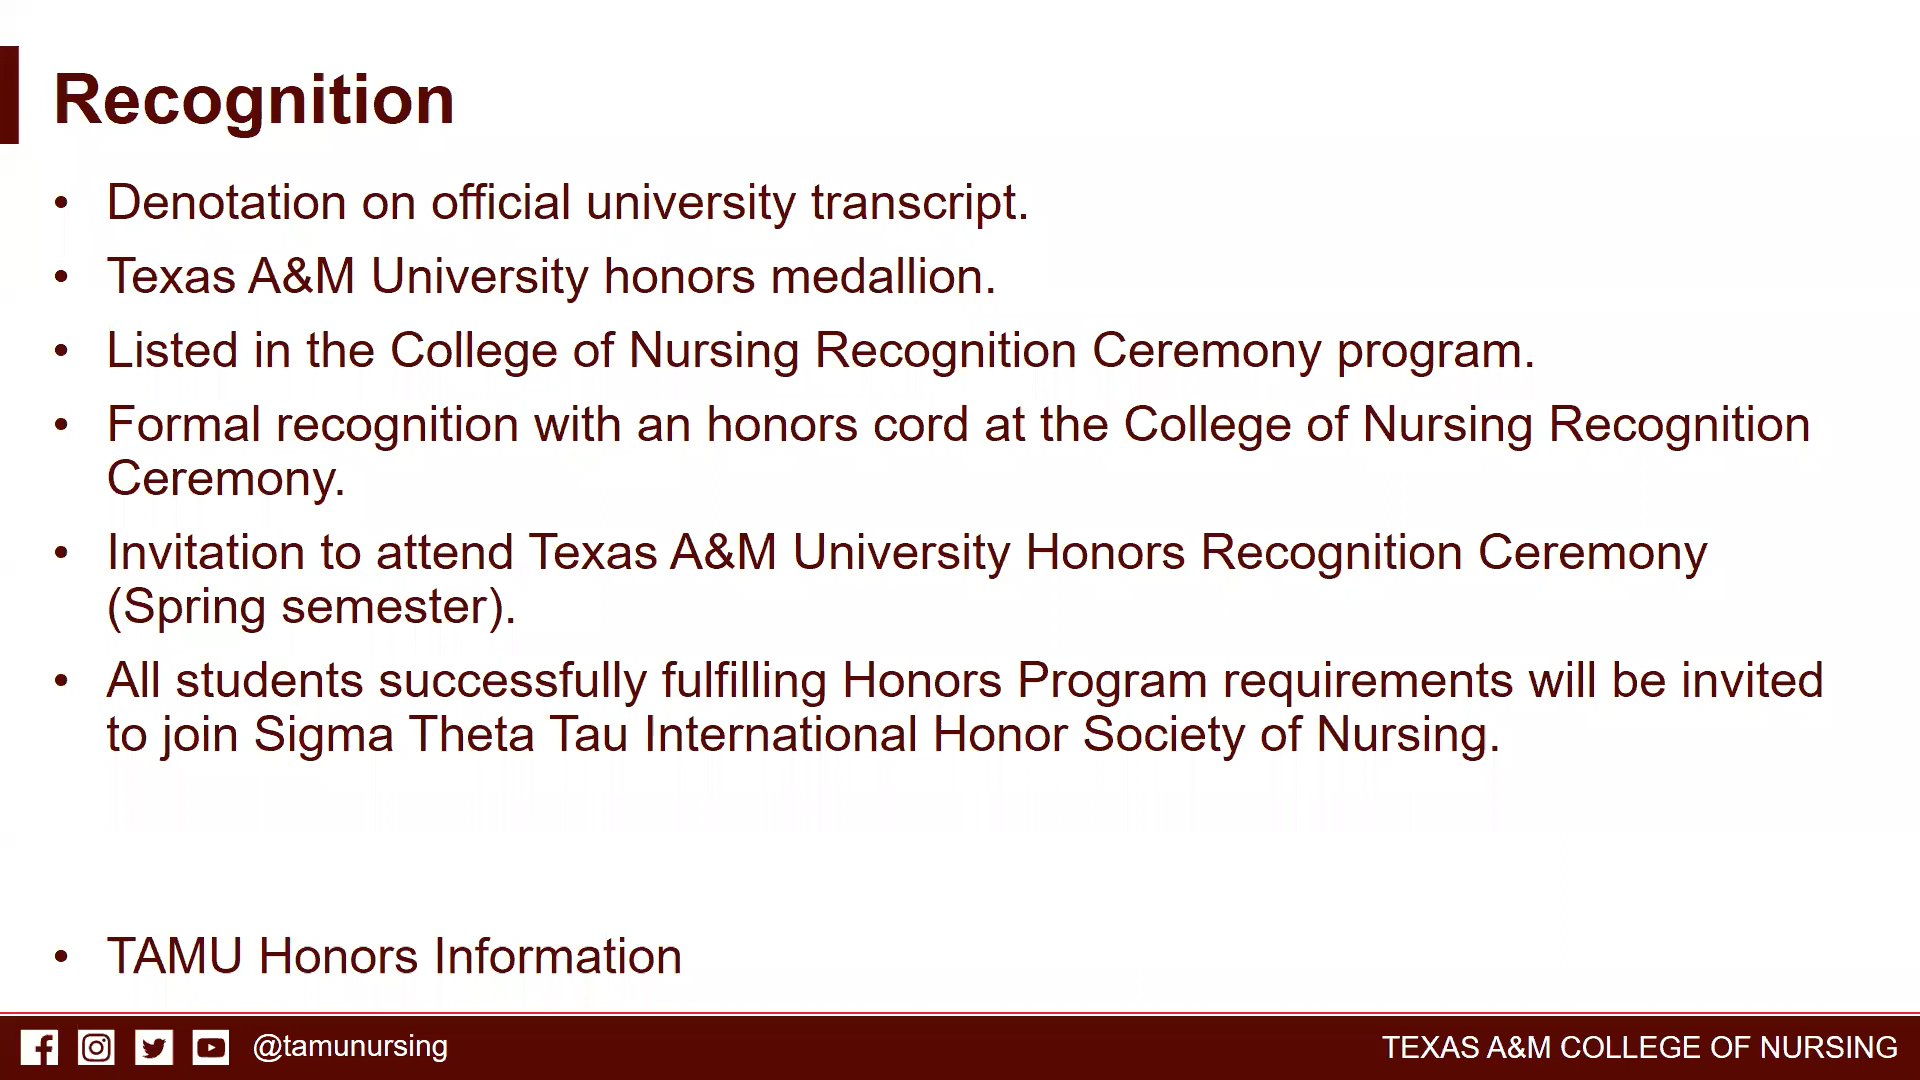 Recognition
• Denotation on official university transcript.
• Texas A&M University honors medallion.
• Listed in the College of Nursing Recognition Ceremony program.
• Formal recognition with an honors cord at the College of Nursing Recognition
Ceremony.
• Invitation to attend Texas A&M University Honors Recognition Ceremony
(Spring semester).
• All students successfully fulfilling Honors Program requirements will be invited
to join Sigma Theta Tau International Honor Society of Nursing.
• TAMU Honors Information
@tamunursing
TEXAS A&M COLLEGE OF NURSING